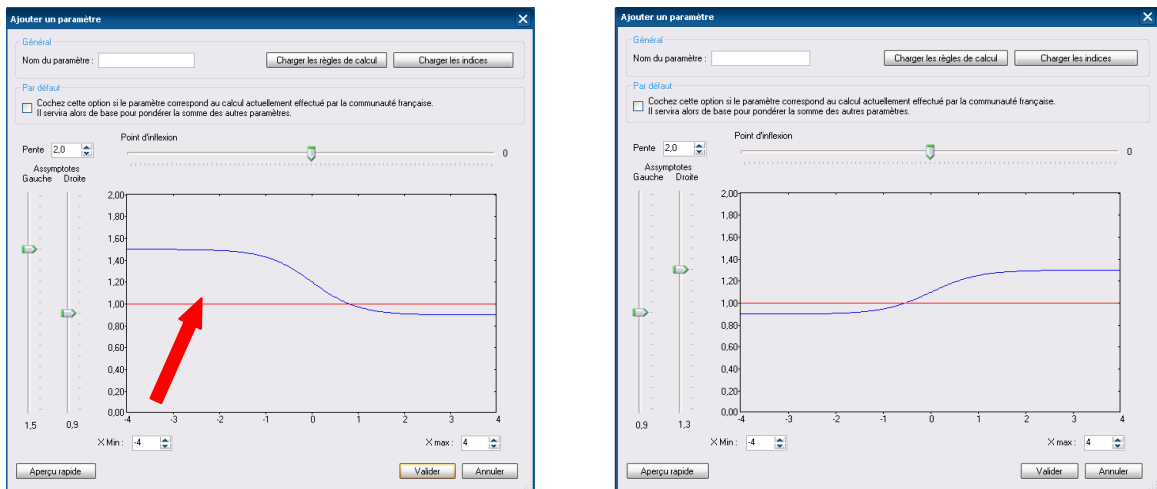 Ajouter un paramètre
Général
Nom du paramètre :
Charger les règles de calcul
Charger les indices
Par défaut
Cochez cette option si le paramètre correspond au calcul actuellement effectué par la communauté française.
Il servira alors de base pour pondérer la somme des autres paramètres.
Point d'inflexion
Pente 2,0
0
Assymptotes
Gauche Droite
2,00
1,80
1,60
1,40
1,20
1,00
0,80
0,60
0,40
0,00
-4 -3 -2 -1 0 1 2 3 4
1,5 0,9
X Min : -4
X max : 4
Aperçu rapide
Valider
Annuler
Ajouter un paramètre
Général
Nom du paramètre :
Charger les règles de calcul
Charger les indices
Par défaut
Cochez cette option si le paramètre correspond au calcul actuellement effectué par la communauté française.
Il servira alors de base pour pondérer la somme des autres paramètres.
Point d'inflexion
Pente 2,0
0
Assymptotes
Gauche Droite
2,00
1,80
1,60
1,40
1,20
1,00
0,80
0,60
0,40
0,20
0,00
-4 -3 -2 -1 0 1 2 3 4
0,9 1,3
X Min : -4
X max : 4
Aperçu rapide
Valider
Annuler